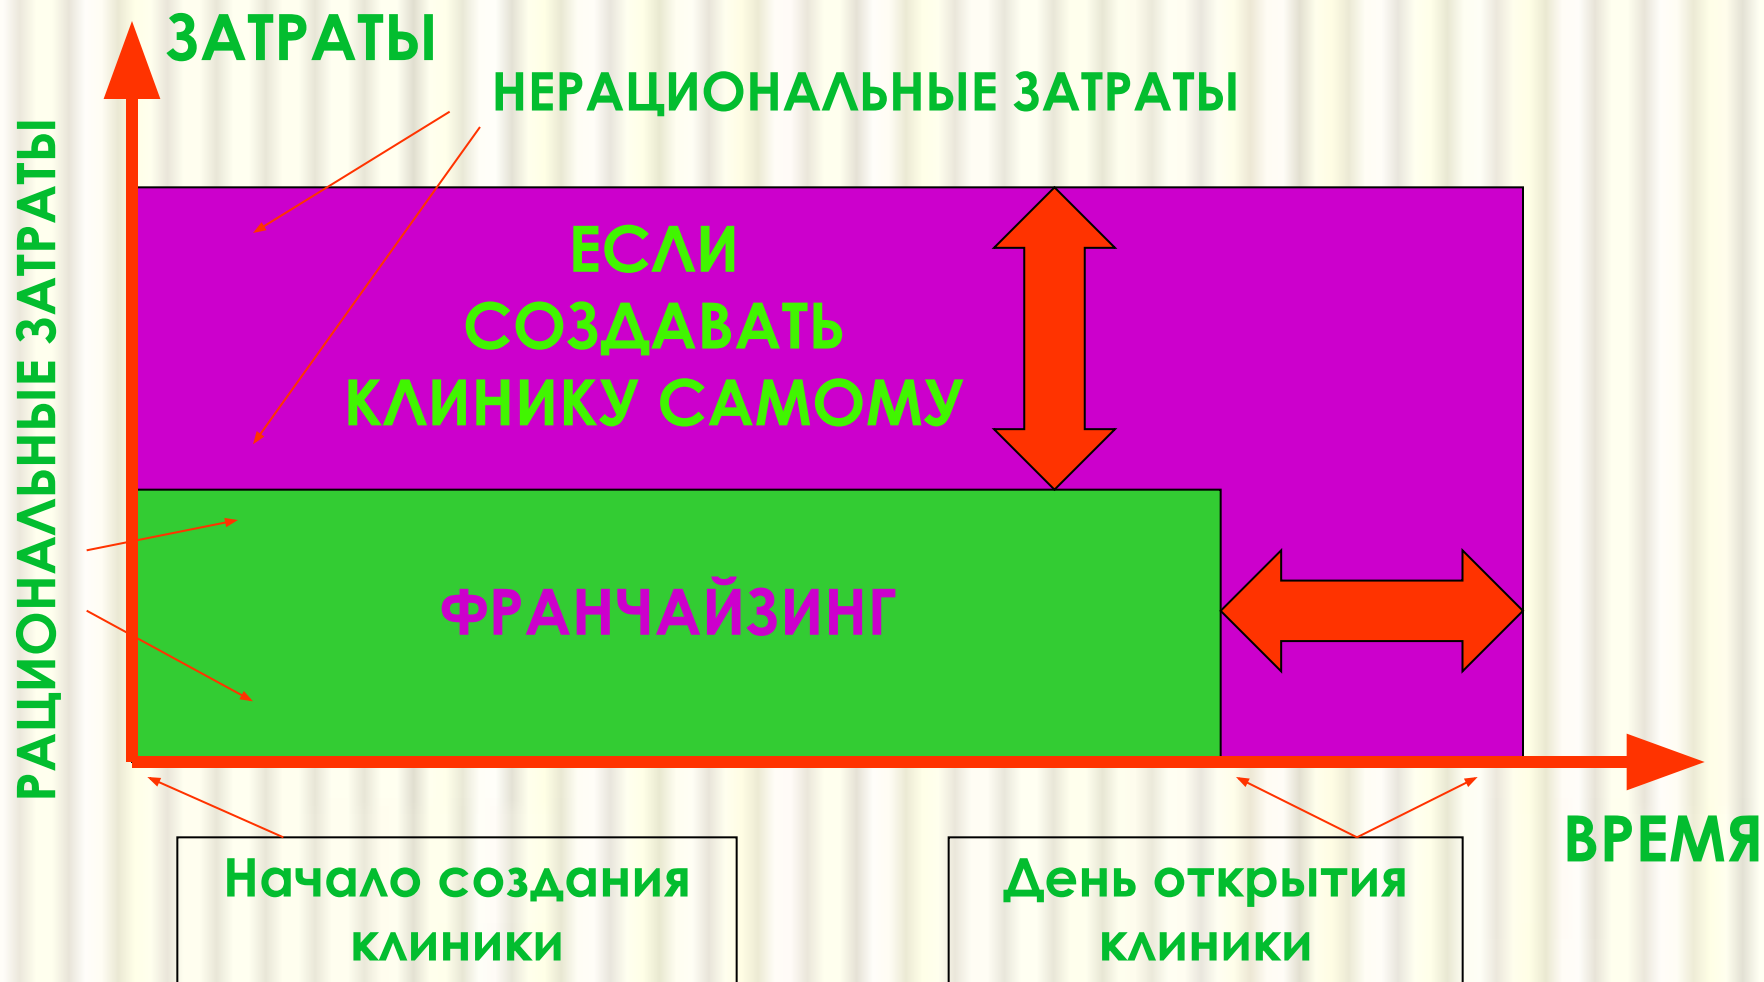 ЗАТРАТЫ
НЕРАЦИОНАЛЬНЫЕ ЗАТРАТЫ
РАЦИОНАЛЬНЫЕ ЗАТРАТЫ
ЕСЛИ
СОЗДАВАТЬ
КЛИНИКУ САМОМУ
ФРАНЧАЙЗИНГ
ВРЕМЯ
Начало создания
клиники
День открытия
клиники